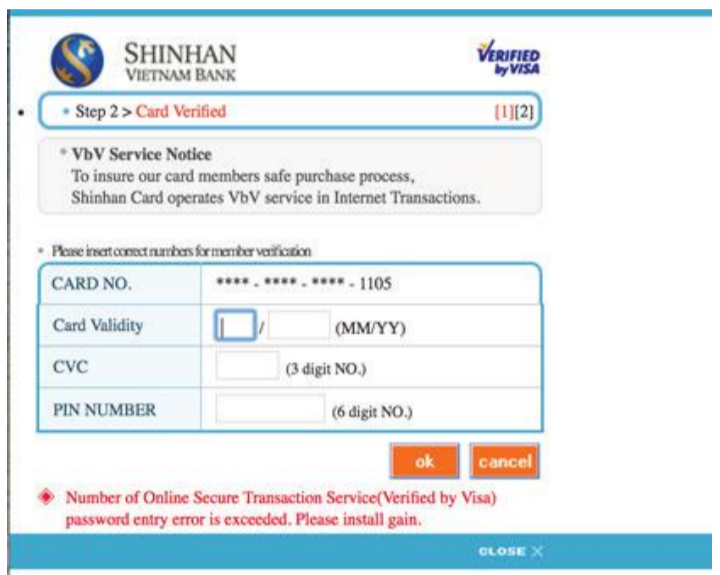 SHINHAN
VIETNAM BANK
VERIFIED
by VISA
Step 2 > Card Verified [1][2]
VbV Service Notice
To insure our card members safe purchase process,
Shinhan Card operates VbV service in Internet Transactions.
Please insert correct numbers for member verification
CARD NO. **** - **** - **** - 1105
Card Validity / (MM/YY)
CVC (3 digit NO.)
PIN NUMBER (6 digit NO.)
ok cancel
Number of Online Secure Transaction Service(Verified by Visa)
password entry error is exceeded. Please install gain.
CLOSE X